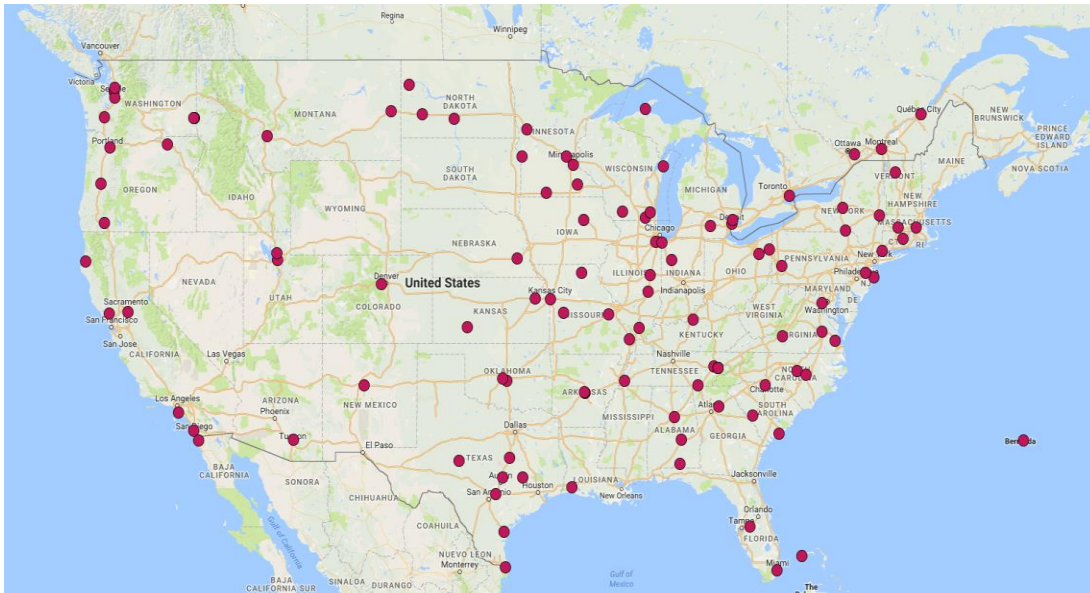 Regina
Winnipeg
Vancouver
Victoria
WASHINGTON
MONTANA
NORTH
DAKOTA
MINNESOTA
Québec City
NEW
BRUNSWICK
PRINCE
EDWARD
ISLAND
Ottawa
Montreal
MAINE
NOVA SCOTIA
Portland
OREGON
IDAHO
WYOMING
SOUTH
DAKOTA
Minneapolis
WISCONSIN
MICHIGAN
Toronto
VERMONT
NEW
HAMPSHIRE
NEW YORK
MASSACHUSETTS
CT
RI
Detroit
Chicago
IOWA
NEBRASKA
ILLINOIS
INDIANA
OHIO
PENNSYLVANIA
New York
Philadelphia
NJ
MARYLAND
DE
Washington
Indianapolis
WEST
VIRGINIA
VIRGINIA
NEVADA
UTAH
Denver
COLORADO
United States
KANSAS
Kansas City
MISSOURI
KENTUCKY
Sacramento
San Francisco
San Jose
CALIFORNIA
Las Vegas
Nashville
TENNESSEE
NORTH
CAROLINA
Charlotte
SOUTH
CAROLINA
OKLAHOMA
ARKANSAS
Los Angeles
San Diego
ARIZONA
Phoenix
Tucson
NEW MEXICO
El Paso
Dallas
TEXAS
Austin
San Antonio
Houston
LOUISIANA
New Orleans
MISSISSIPPI
ALABAMA
GEORGIA
Jacksonville
Bermuda
BAJA
CALIFORNIA
SONORA
CHIHUAHUA
COAHUILA
NUEVO LEON
Monterrey
Gulf of California
BAJA
CALIFORNIA SUR
SINALOA
DURANGO
Gulf of
Mexico
Orlando
Tampa
FLORIDA
Miami
The